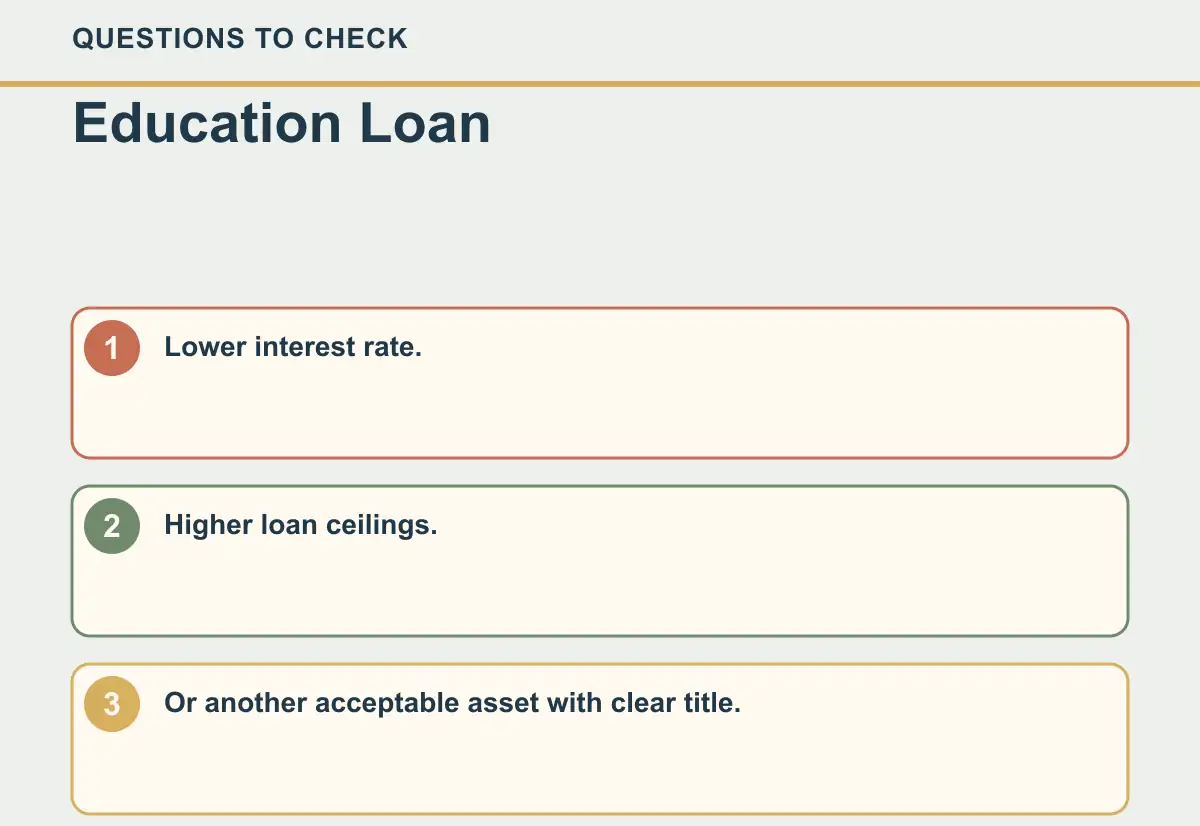 QUESTIONS TO CHECK
Education Loan
1
Lower interest rate.
2
Higher loan ceilings.
3
Or another acceptable asset with clear title.